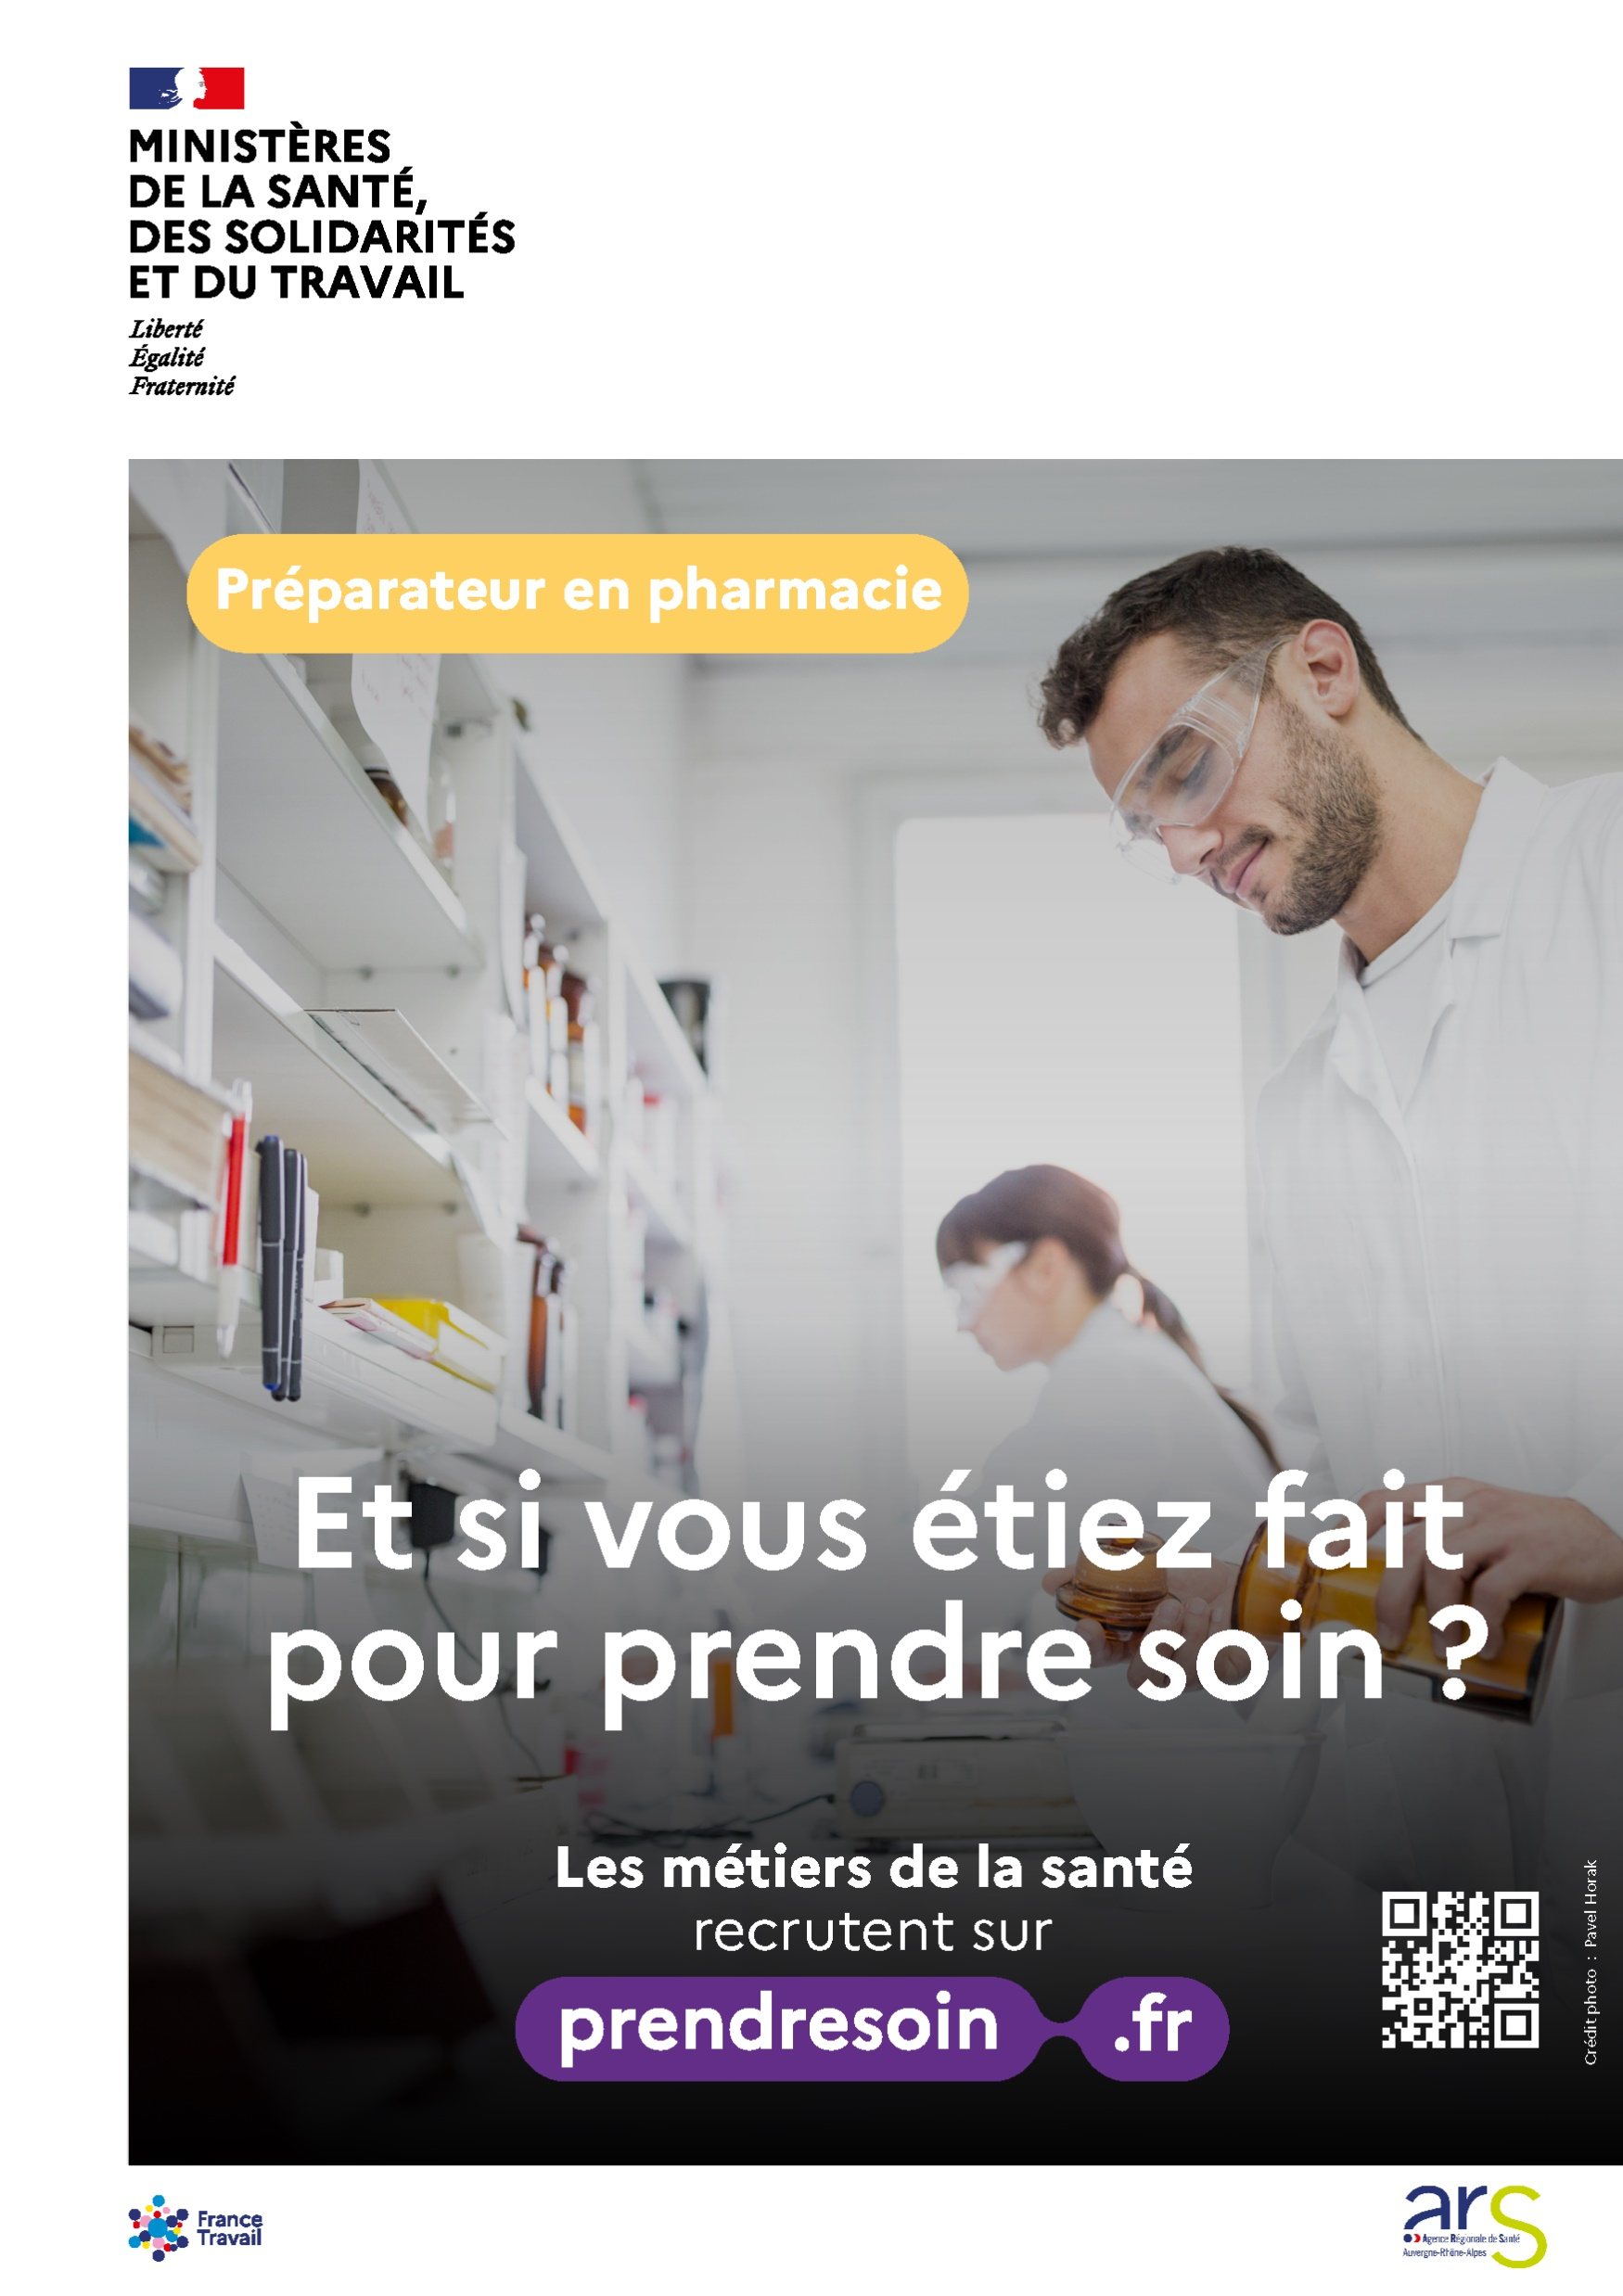 MINISTÈRES
DE LA SANTÉ,
DES SOLIDARITÉS
ET DU TRAVAIL
Liberté
Égalité
Fraternité
Préparateur en pharmacie
Et si vous étiez fait
pour prendre soin ?
Les métiers de la santé
recrutent sur
prendresoin .fr
Crédit photo : Pavel Horak
France
Travail
ars
Agence Régionale de Santé
Auvergne-Rhône-Alpes